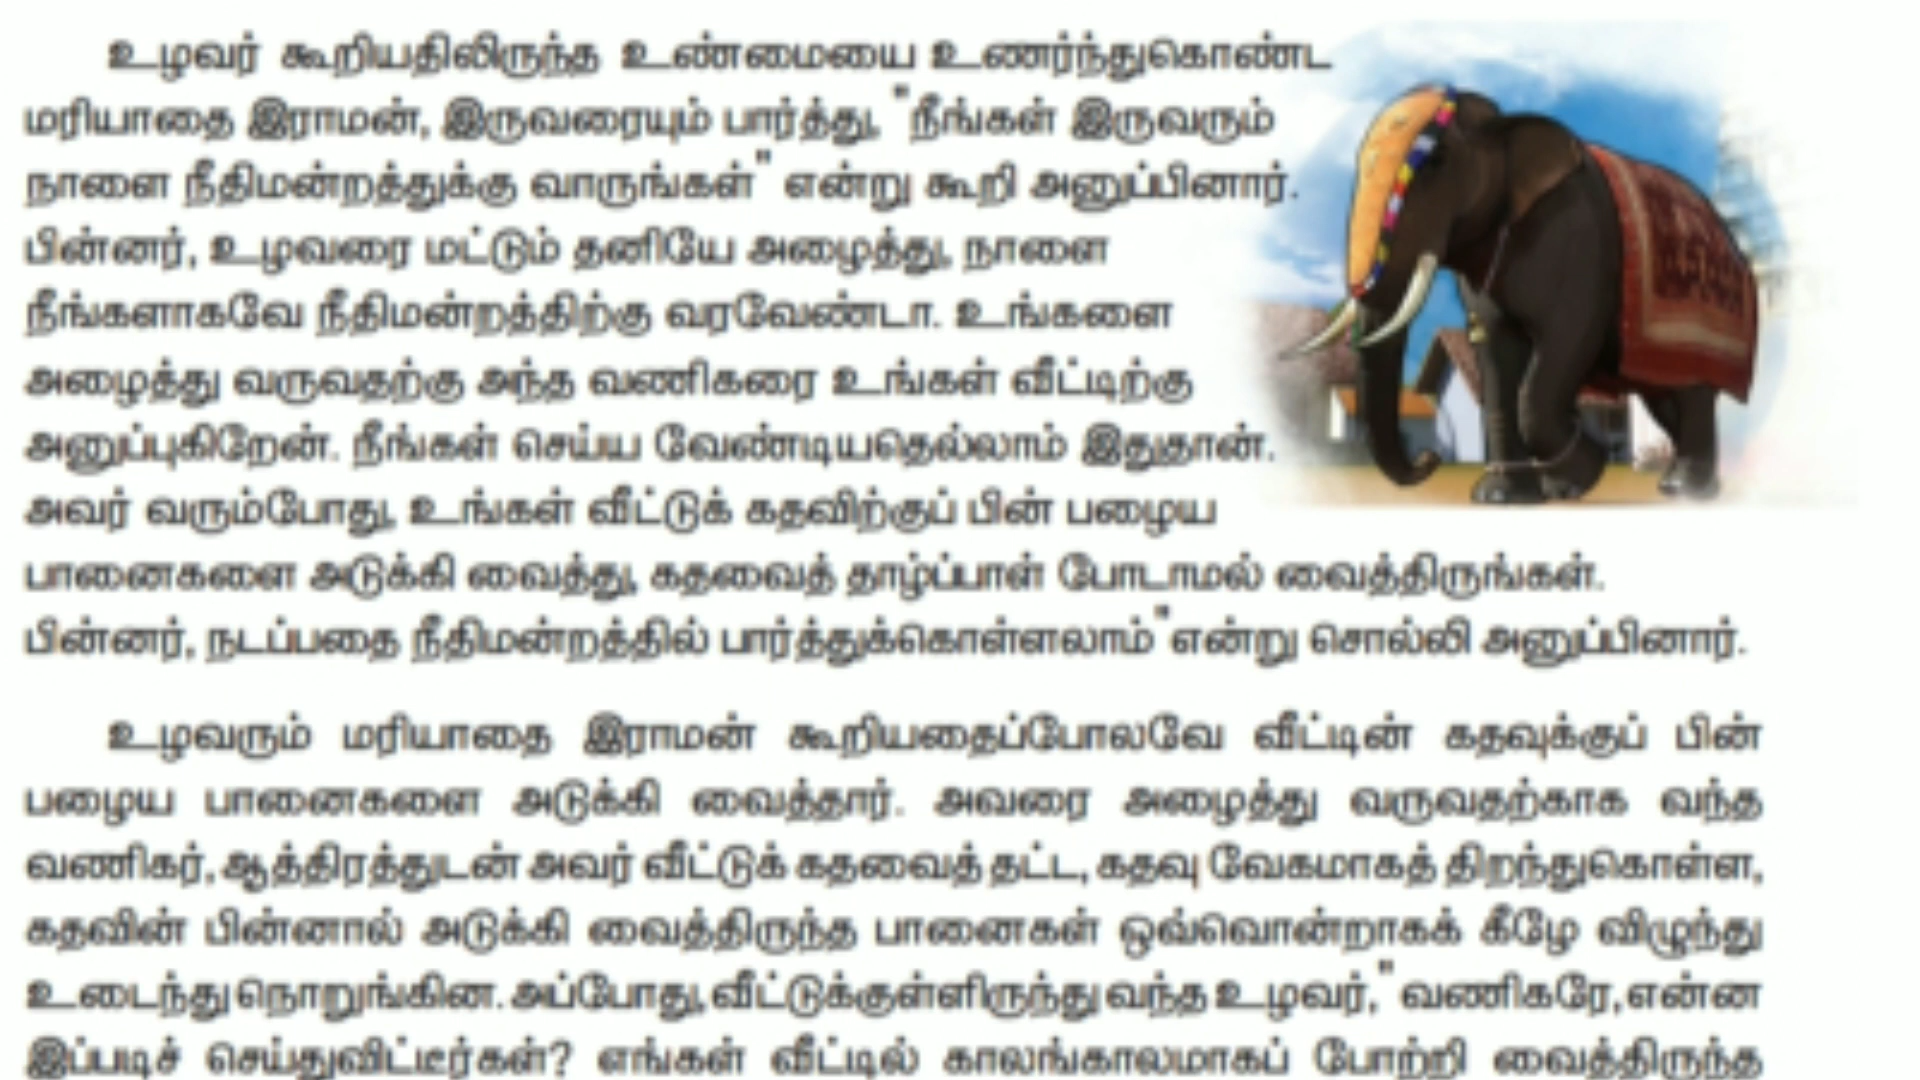 உழவர் கூறியதிலிருந்த உண்மையை உணர்ந்துகொண்ட
மரியாதை இராமன், இருவரையும் பார்த்து, "நீங்கள் இருவரும்
நாளை நீதிமன்றத்துக்கு வாருங்கள்" என்று கூறி அனுப்பினார்.
பின்னர், உழவரை மட்டும் தனியே அழைத்து, நாளை
நீங்களாகவே நீதிமன்றத்திற்கு வரவேண்டா. உங்களை
அழைத்து வருவதற்கு அந்த வணிகரை உங்கள் வீட்டிற்கு
அனுப்புகிறேன். நீங்கள் செய்ய வேண்டியதெல்லாம் இதுதான்.
அவர் வரும்போது, உங்கள் வீட்டுக் கதவிற்குப் பின் பழைய
பானைகளை அடுக்கி வைத்து, கதவைத் தாழ்ப்பாள் போடாமல் வைத்திருங்கள்.
பின்னர், நடப்பதை நீதிமன்றத்தில் பார்த்துக்கொள்ளலாம்"என்று சொல்லி அனுப்பினார்.
உழவரும் மரியாதை இராமன் கூறியதைப்போலவே வீட்டின் கதவுக்குப் பின்
பழைய பானைகளை அடுக்கி வைத்தார். அவரை அழைத்து வருவதற்காக வந்த
வணிகர், ஆத்திரத்துடன் அவர் வீட்டுக் கதவைத் தட்ட, கதவு வேகமாகத் திறந்துகொள்ள,
கதவின் பின்னால் அடுக்கி வைத்திருந்த பானைகள் ஒவ்வொன்றாகக் கீழே விழுந்து
உடைந்து நொறுங்கின. அப்போது, வீட்டுக்குள்ளிருந்து வந்த உழவர், "வணிகரே, என்ன
இப்படிச் செய்துவிட்டீர்கள்? எங்கள் வீட்டில் காலங்காலமாகப் போற்றி வைத்திருந்த